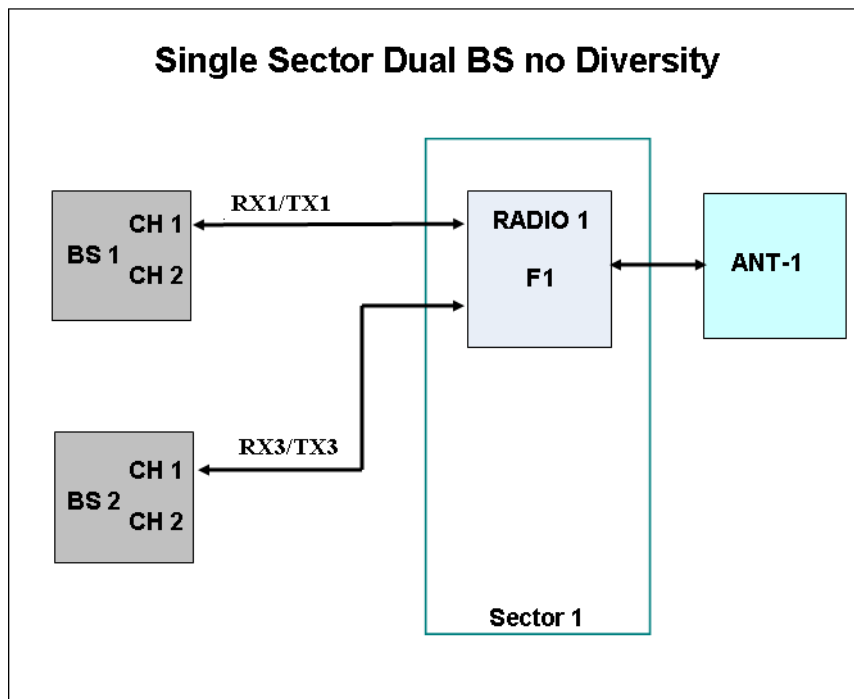 Single Sector Dual BS no Diversity
RX1/TX1
CH 1
BS 1
CH 2
RADIO 1
F1
ANT-1
RX3/TX3
CH 1
BS 2
CH 2
Sector 1